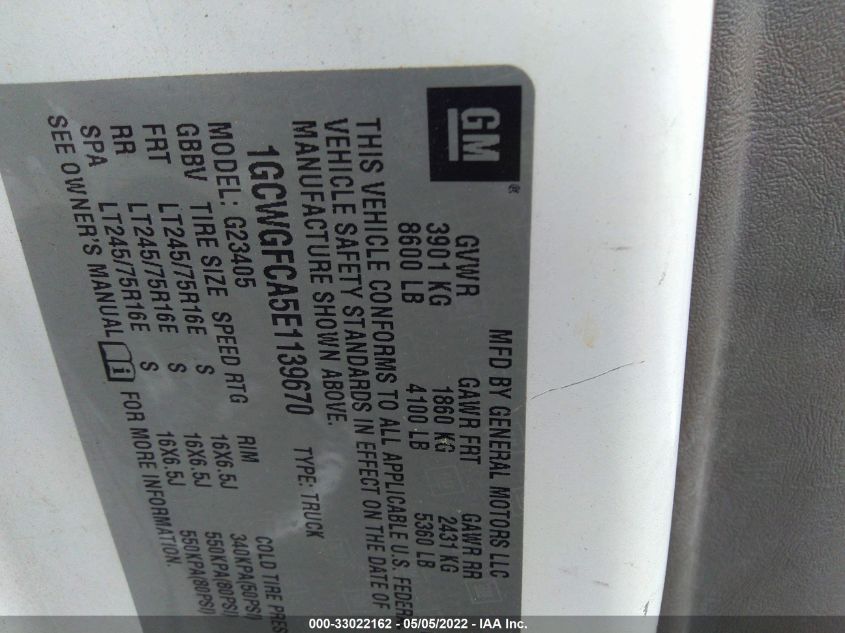 GM ®
MFD BY GENERAL MOTORS LLC
GVWR GAWR FRT GAWR RR
3901 KG 1860 KG 2431 KG
8600 LB 4100 LB 5360 LB
THIS VEHICLE CONFORMS TO ALL APPLICABLE U.S. FEDER
VEHICLE SAFETY STANDARDS IN EFFECT ON THE DATE OF
MANUFACTURE SHOWN ABOVE.
1GCWGFCA5E1139670 TYPE: TRUCK
MODEL: G23405
GBBV TIRE SIZE SPEED RTG RIM COLD TIRE PRES
FRT LT245/75R16E S 16X6.5J 340KPA(50PSI)
RR LT245/75R16E S 16X6.5J 550KPA(80PSI)
SPA LT245/75R16E S 16X6.5J 550KPA(80PSI)
SEE OWNER'S MANUAL FOR MORE INFORMATION.
000-33022162 - 05/05/2022 - IAA Inc.